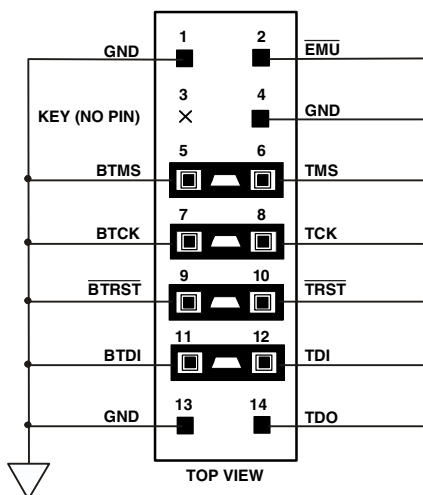 1 2
GND EMU
3 4
KEY (NO PIN) GND
5 6
BTMS TMS
7 8
BTCK TCK
9 10
BTRST TRST
11 12
BTDI TDI
13 14
GND TDO
TOP VIEW